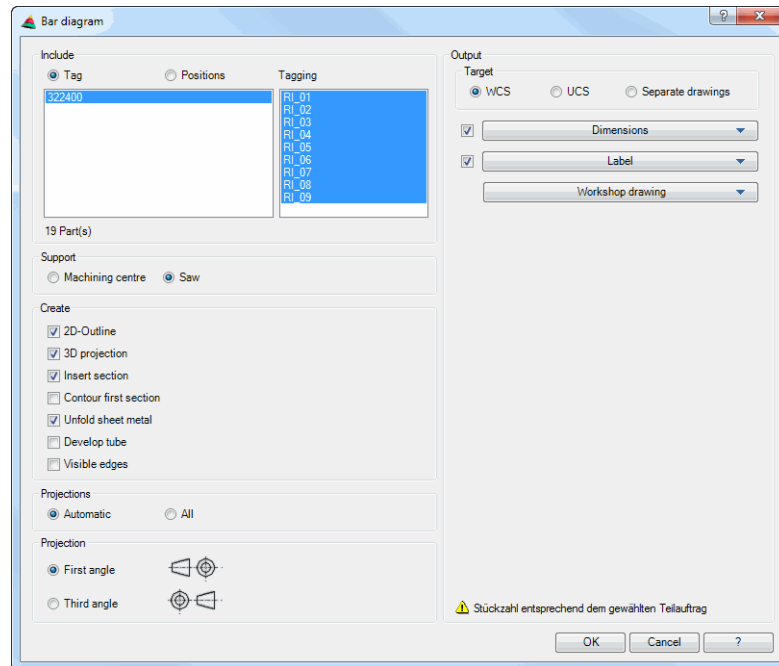 Bar diagram
Include
Tag Positions Tagging
322400
RI_01
RI_02
RI_03
RI_04
RI_05
RI_06
RI_07
RI_08
RI_09
19 Part(s)
Support
Machining centre Saw
Create
2D-Outline
3D projection
Insert section
Contour first section
Unfold sheet metal
Develop tube
Visible edges
Projections
Automatic All
Projection
First angle
Third angle
Output
Target
WCS UCS Separate drawings
Dimensions
Label
Workshop drawing
Stückzahl entsprechend dem gewählten Teilauftrag
OK Cancel ?